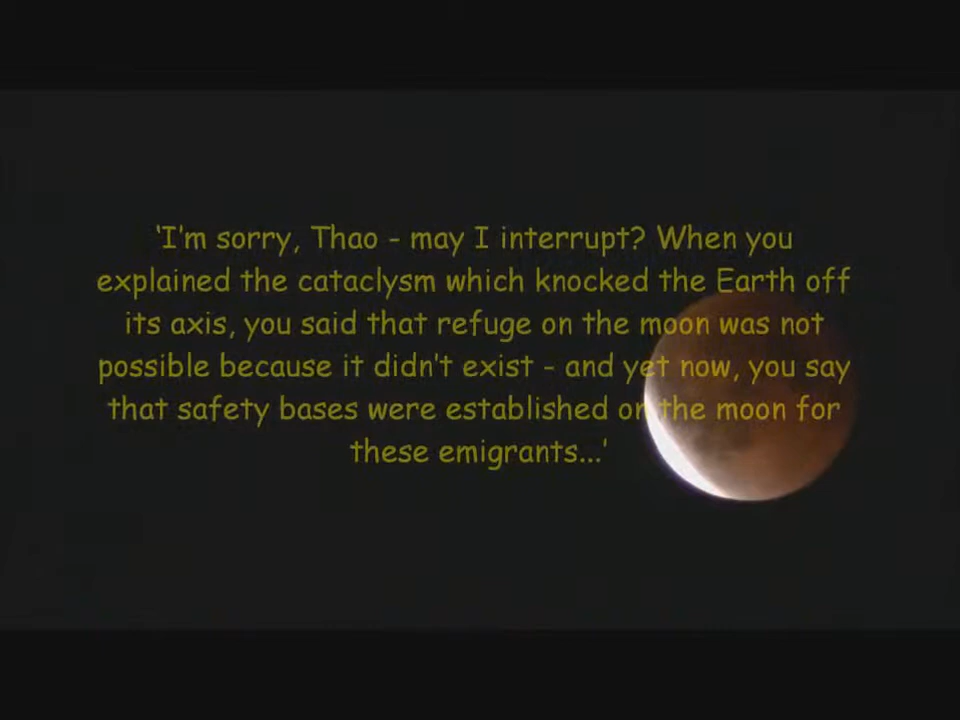 ‘I’m sorry, Thao - may I interrupt? When you
explained the cataclysm which knocked the Earth off
its axis, you said that refuge on the moon was not
possible because it didn’t exist - and yet now, you say
that safety bases were established on the moon for
these emigrants...’